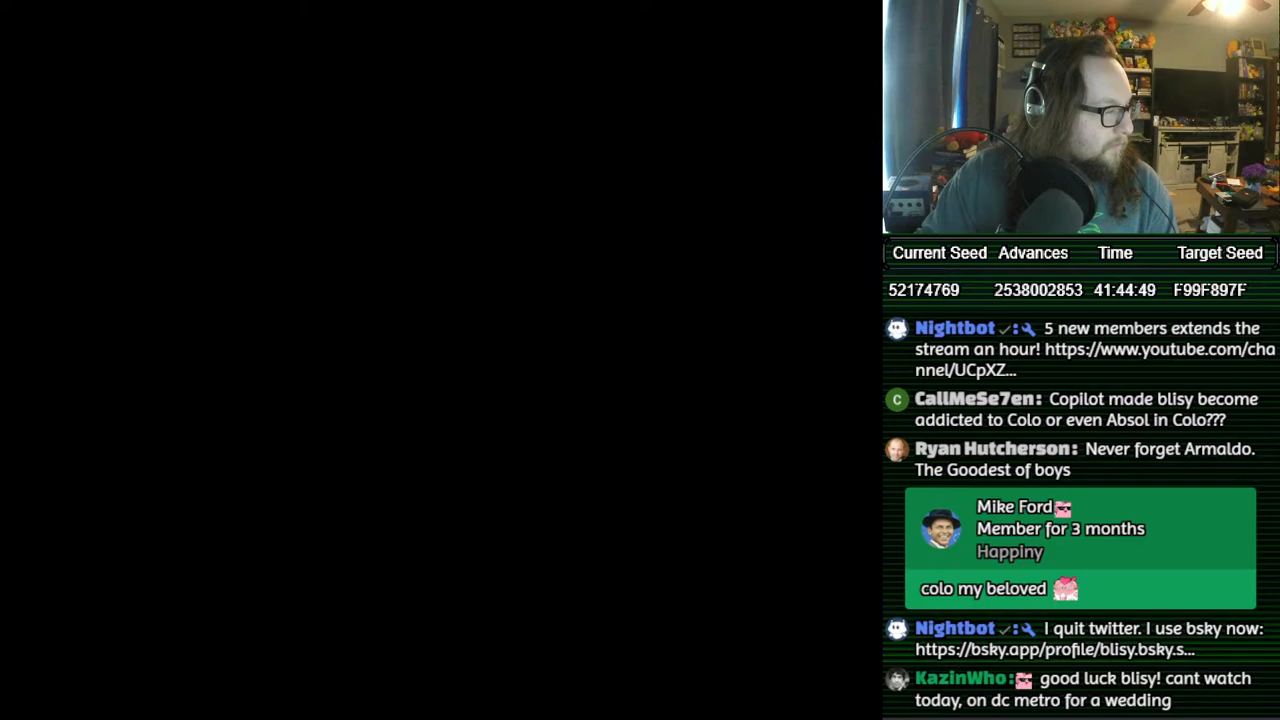 Current Seed Advances Time Target Seed
52174769 2538002853 41:44:49 F99F897F
Nightbot : 5 new members extends the
stream an hour! https://www.youtube.com/cha
nnel/UCpXZ...
C CallMeSe7en: Copilot made blisy become
addicted to Colo or even Absol in Colo???
Ryan Hutcherson: Never forget Armaldo.
The Goodest of boys
Mike Ford
Member for 3 months
Happiny
colo my beloved
Nightbot : I quit twitter. I use bsky now:
https://bsky.app/profile/blisy.bsky.s...
KazinWho: good luck blisy! cant watch
today, on dc metro for a wedding